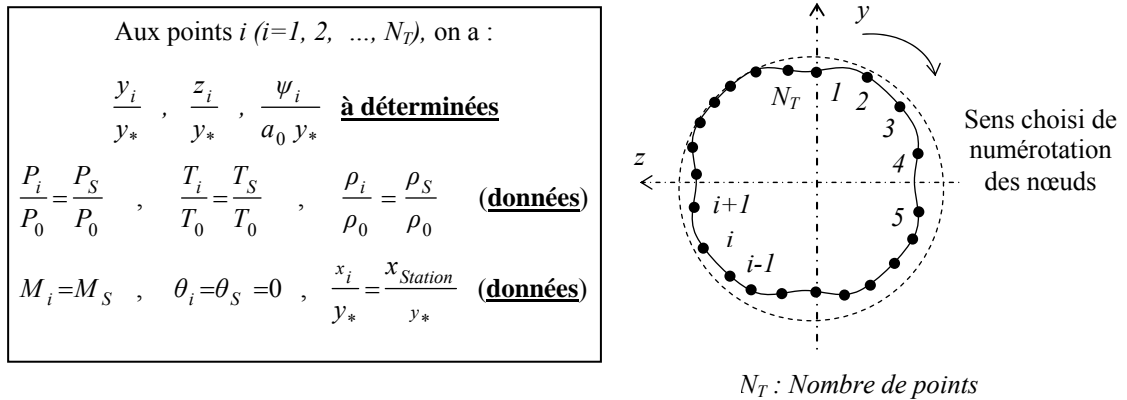 Aux points i (i=1, 2, ..., N_T), on a :
y_i/y_* , z_i/y_* , ψ_i/(a_0 y_*) à déterminées
P_i/P_0 = P_S/P_0 , T_i/T_0 = T_S/T_0 , ρ_i/ρ_0 = ρ_S/ρ_0 (données)
M_i = M_S , θ_i = θ_S = 0 , x_i/y_* = x_Station/y_* (données)
y
z
N_T
1
2
3
4
5
i+1
i
i-1
Sens choisi de
numérotation
des nœuds
N_T : Nombre de points